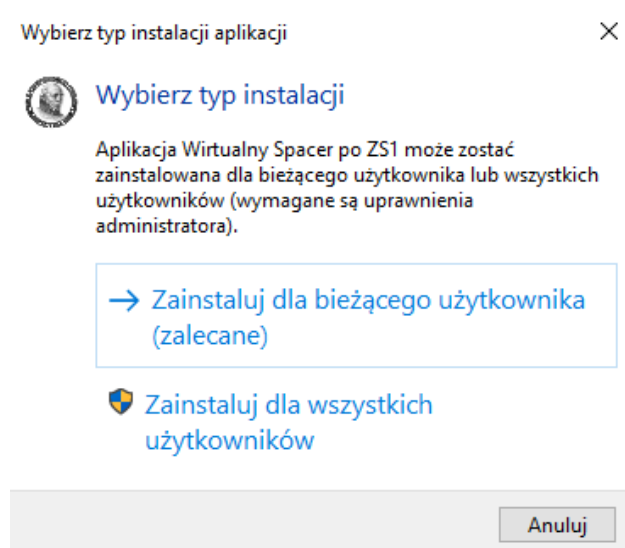 Wybierz typ instalacji aplikacji
Wybierz typ instalacji
Aplikacja Wirtualny Spacer po ZS1 może zostać
zainstalowana dla bieżącego użytkownika lub wszystkich
użytkowników (wymagane są uprawnienia
administratora).
Zainstaluj dla bieżącego użytkownika
(zalecane)
Zainstaluj dla wszystkich
użytkowników
Anuluj